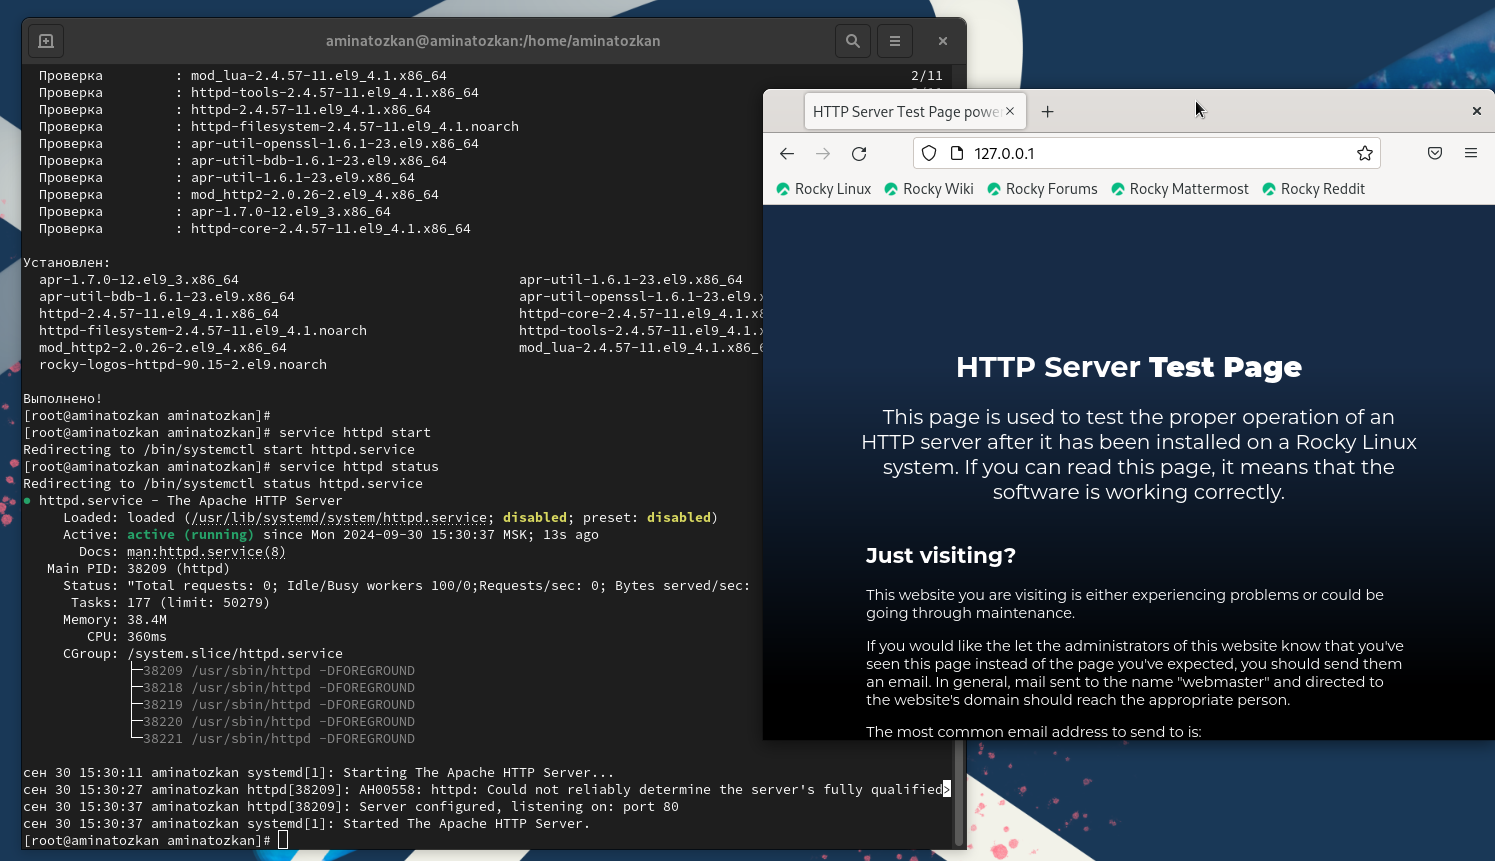 aminatozkan@aminatozkan:/home/aminatozkan
Проверка : mod_lua-2.4.57-11.el9_4.1.x86_64 2/11
Проверка : httpd-tools-2.4.57-11.el9_4.1.x86_64
Проверка : httpd-2.4.57-11.el9_4.1.x86_64
Проверка : httpd-filesystem-2.4.57-11.el9_4.1.noarch
Проверка : apr-util-openssl-1.6.1-23.el9.x86_64
Проверка : apr-util-bdb-1.6.1-23.el9.x86_64
Проверка : apr-util-1.6.1-23.el9.x86_64
Проверка : mod_http2-2.0.26-2.el9_4.x86_64
Проверка : apr-1.7.0-12.el9_3.x86_64
Проверка : httpd-core-2.4.57-11.el9_4.1.x86_64
Установлен:
apr-1.7.0-12.el9_3.x86_64 apr-util-1.6.1-23.el9.x86_64
apr-util-bdb-1.6.1-23.el9.x86_64 apr-util-openssl-1.6.1-23.el9.x
httpd-2.4.57-11.el9_4.1.x86_64 httpd-core-2.4.57-11.el9_4.1.x8
httpd-filesystem-2.4.57-11.el9_4.1.noarch httpd-tools-2.4.57-11.el9_4.1.x
mod_http2-2.0.26-2.el9_4.x86_64 mod_lua-2.4.57-11.el9_4.1.x86_6
rocky-logos-httpd-90.15-2.el9.noarch
Выполнено!
[root@aminatozkan aminatozkan]#
[root@aminatozkan aminatozkan]# service httpd start
Redirecting to /bin/systemctl start httpd.service
[root@aminatozkan aminatozkan]# service httpd status
Redirecting to /bin/systemctl status httpd.service
● httpd.service - The Apache HTTP Server
Loaded: loaded (/usr/lib/systemd/system/httpd.service; disabled; preset: disabled)
Active: active (running) since Mon 2024-09-30 15:30:37 MSK; 13s ago
Docs: man:httpd.service(8)
Main PID: 38209 (httpd)
Status: "Total requests: 0; Idle/Busy workers 100/0;Requests/sec: 0; Bytes served/sec:
Tasks: 177 (limit: 50279)
Memory: 38.4M
CPU: 360ms
CGroup: /system.slice/httpd.service
├─38209 /usr/sbin/httpd -DFOREGROUND
├─38218 /usr/sbin/httpd -DFOREGROUND
├─38219 /usr/sbin/httpd -DFOREGROUND
├─38220 /usr/sbin/httpd -DFOREGROUND
└─38221 /usr/sbin/httpd -DFOREGROUND
сен 30 15:30:11 aminatozkan systemd[1]: Starting The Apache HTTP Server...
сен 30 15:30:27 aminatozkan httpd[38209]: AH00558: httpd: Could not reliably determine the server's fully qualified>
сен 30 15:30:37 aminatozkan httpd[38209]: Server configured, listening on: port 80
сен 30 15:30:37 aminatozkan systemd[1]: Started The Apache HTTP Server.
[root@aminatozkan aminatozkan]#
HTTP Server Test Page powe
127.0.0.1
Rocky Linux Rocky Wiki Rocky Forums Rocky Mattermost Rocky Reddit
HTTP Server Test Page
This page is used to test the proper operation of an
HTTP server after it has been installed on a Rocky Linux
system. If you can read this page, it means that the
software is working correctly.
Just visiting?
This website you are visiting is either experiencing problems or could be
going through maintenance.
If you would like the let the administrators of this website know that you've
seen this page instead of the page you've expected, you should send them
an email. In general, mail sent to the name "webmaster" and directed to
the website's domain should reach the appropriate person.
The most common email address to send to is: